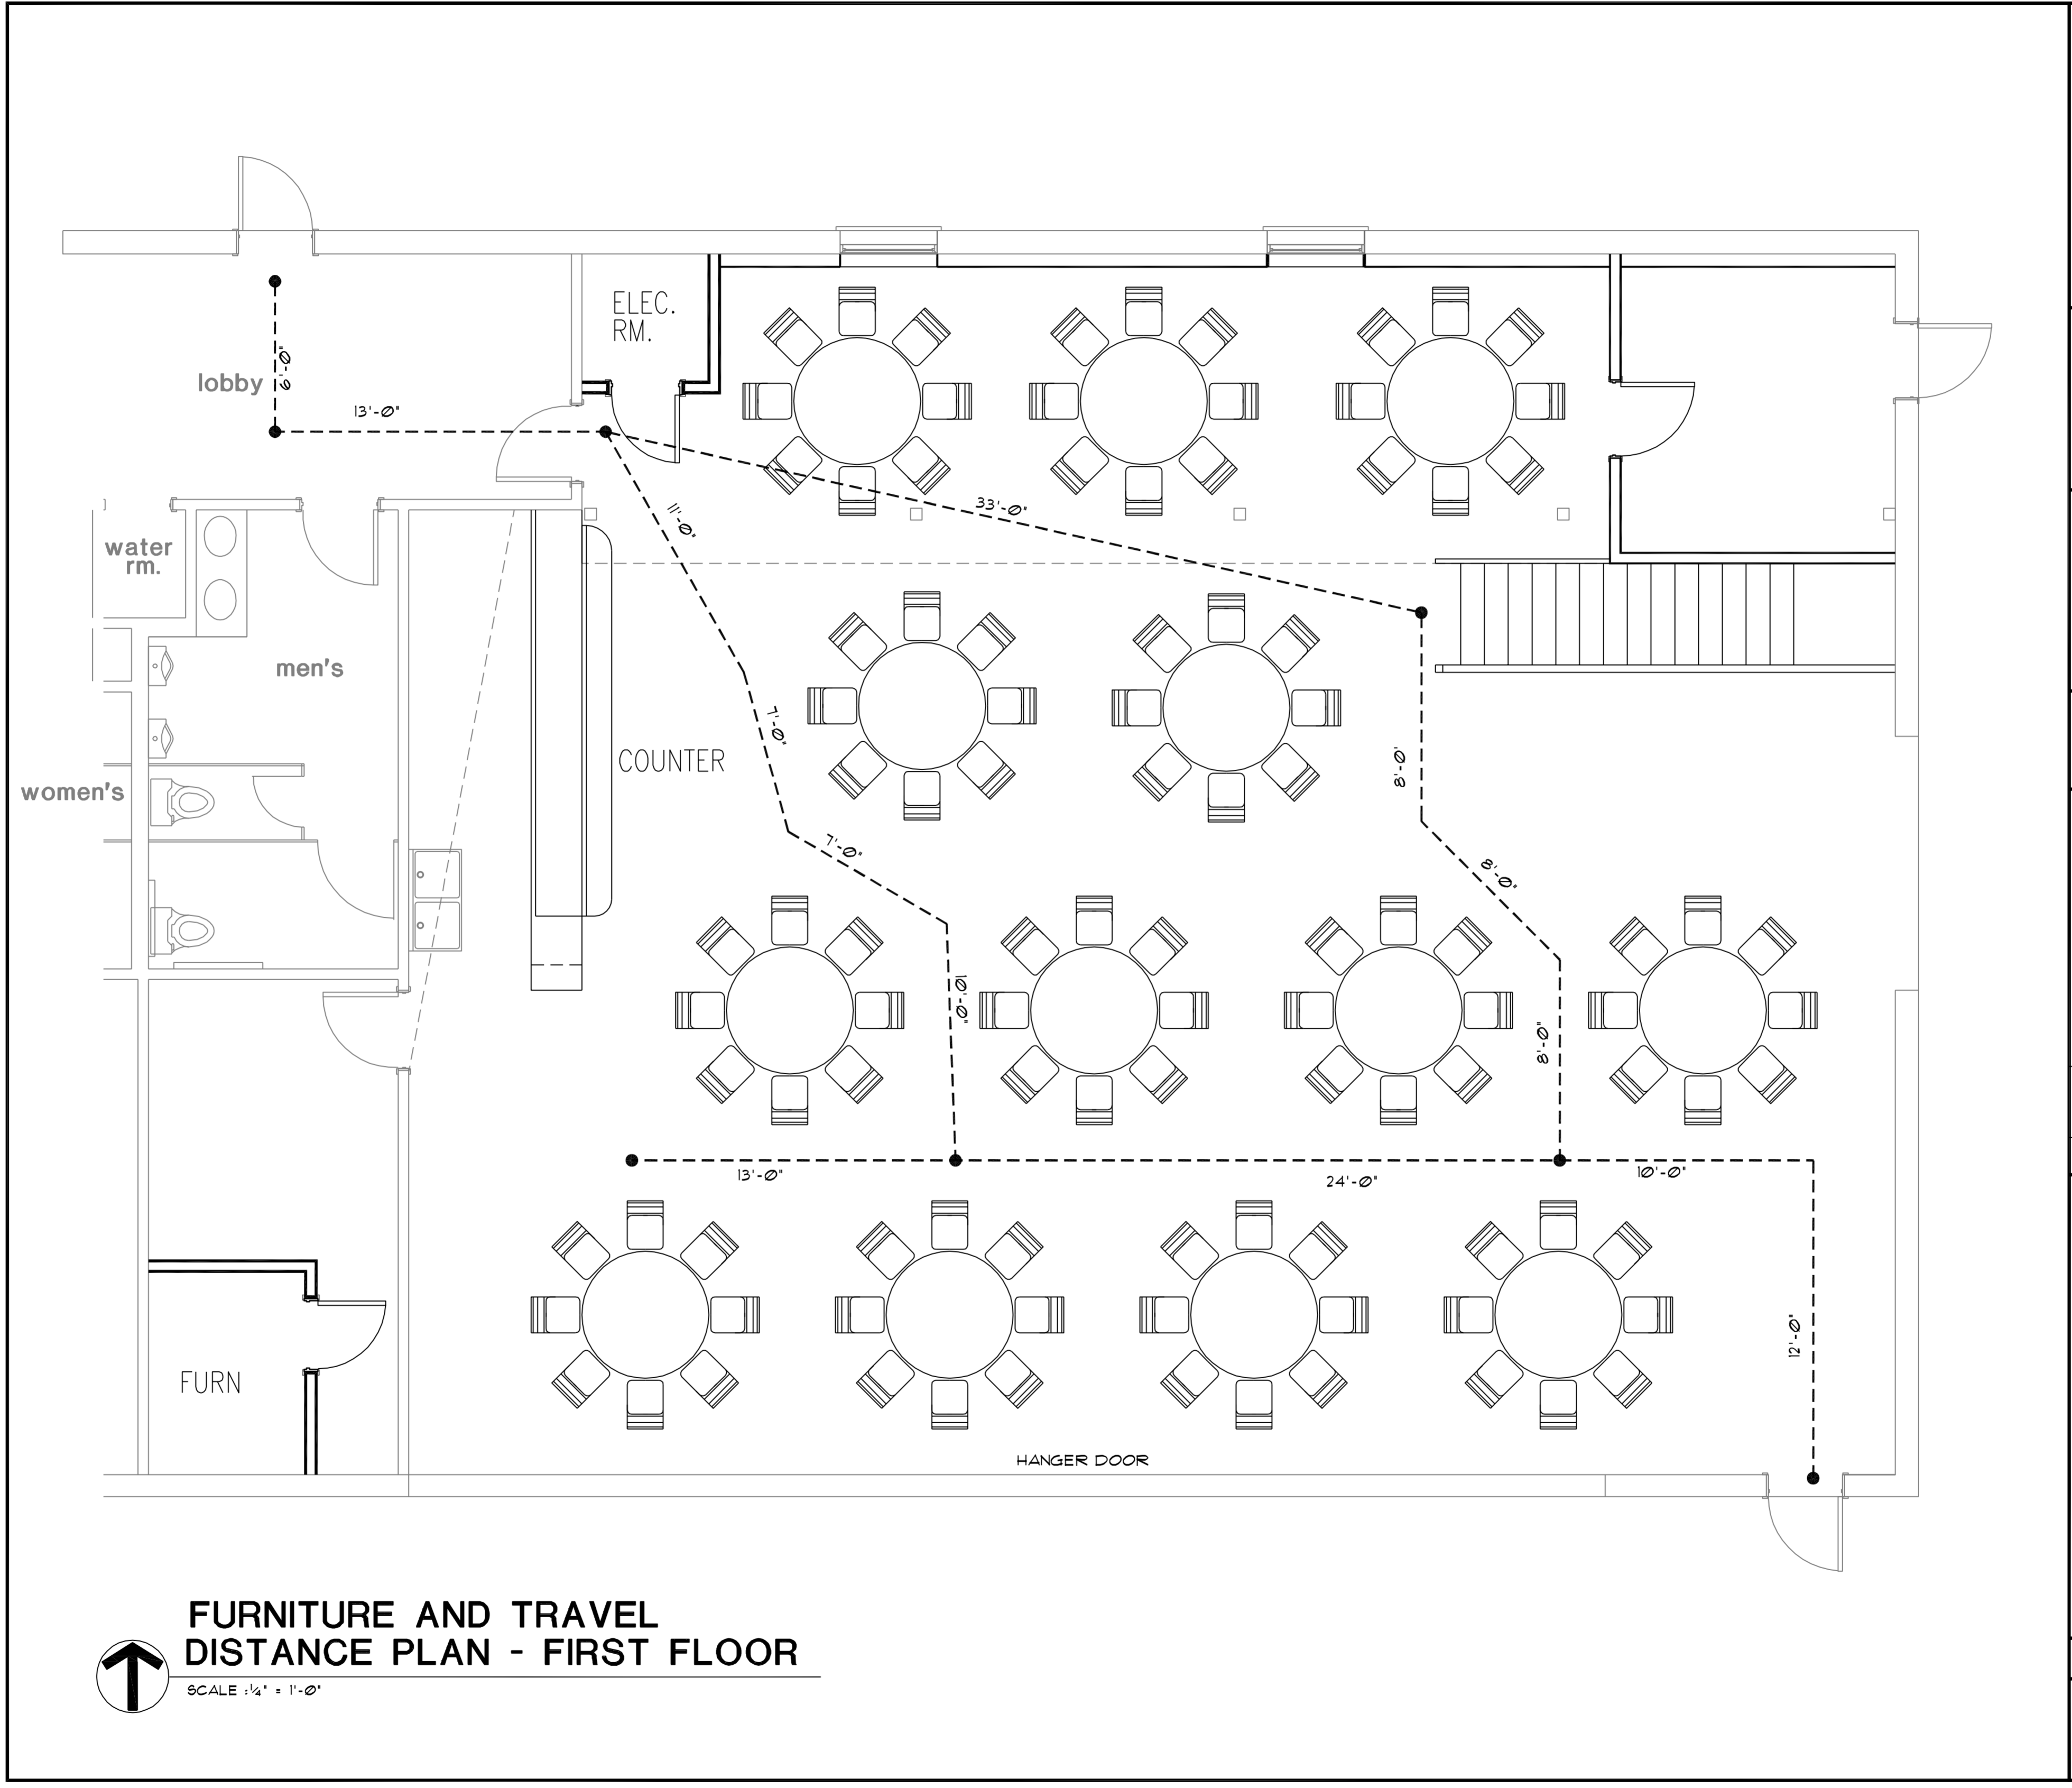 ELEC.
RM.
6'-0"
lobby
13'-0"
33'-0"
11'-0"
water
rm.
men's
7'-0"
COUNTER
8'-0'
women's
7'-0"
8'-0"
10'-0"
8'-0"
13'-0"
24'-0"
10'-0"
12'-0"
FURN
HANGER DOOR
FURNITURE AND TRAVEL
DISTANCE PLAN - FIRST FLOOR
SCALE :1/4" = 1'-0"